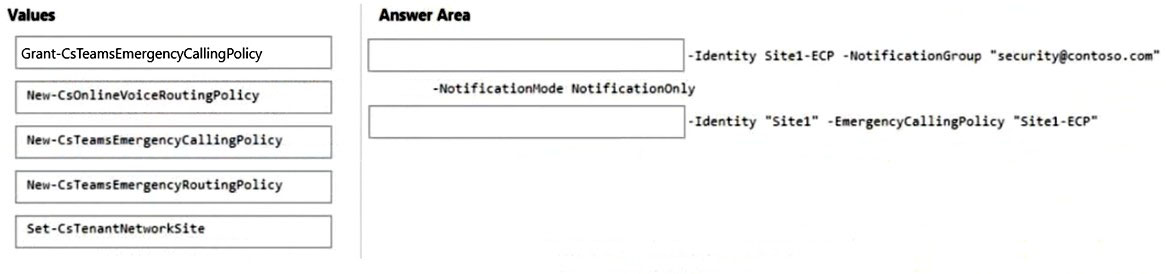 Values
Grant-CsTeamsEmergencyCallingPolicy
New-CsOnlineVoiceRoutingPolicy
New-CsTeamsEmergencyCallingPolicy
New-CsTeamsEmergencyRoutingPolicy
Set-CsTenantNetworkSite
Answer Area
-Identity Site1-ECP -NotificationGroup "security@contoso.com"
-NotificationMode NotificationOnly
-Identity "Site1" -EmergencyCallingPolicy "Site1-ECP"